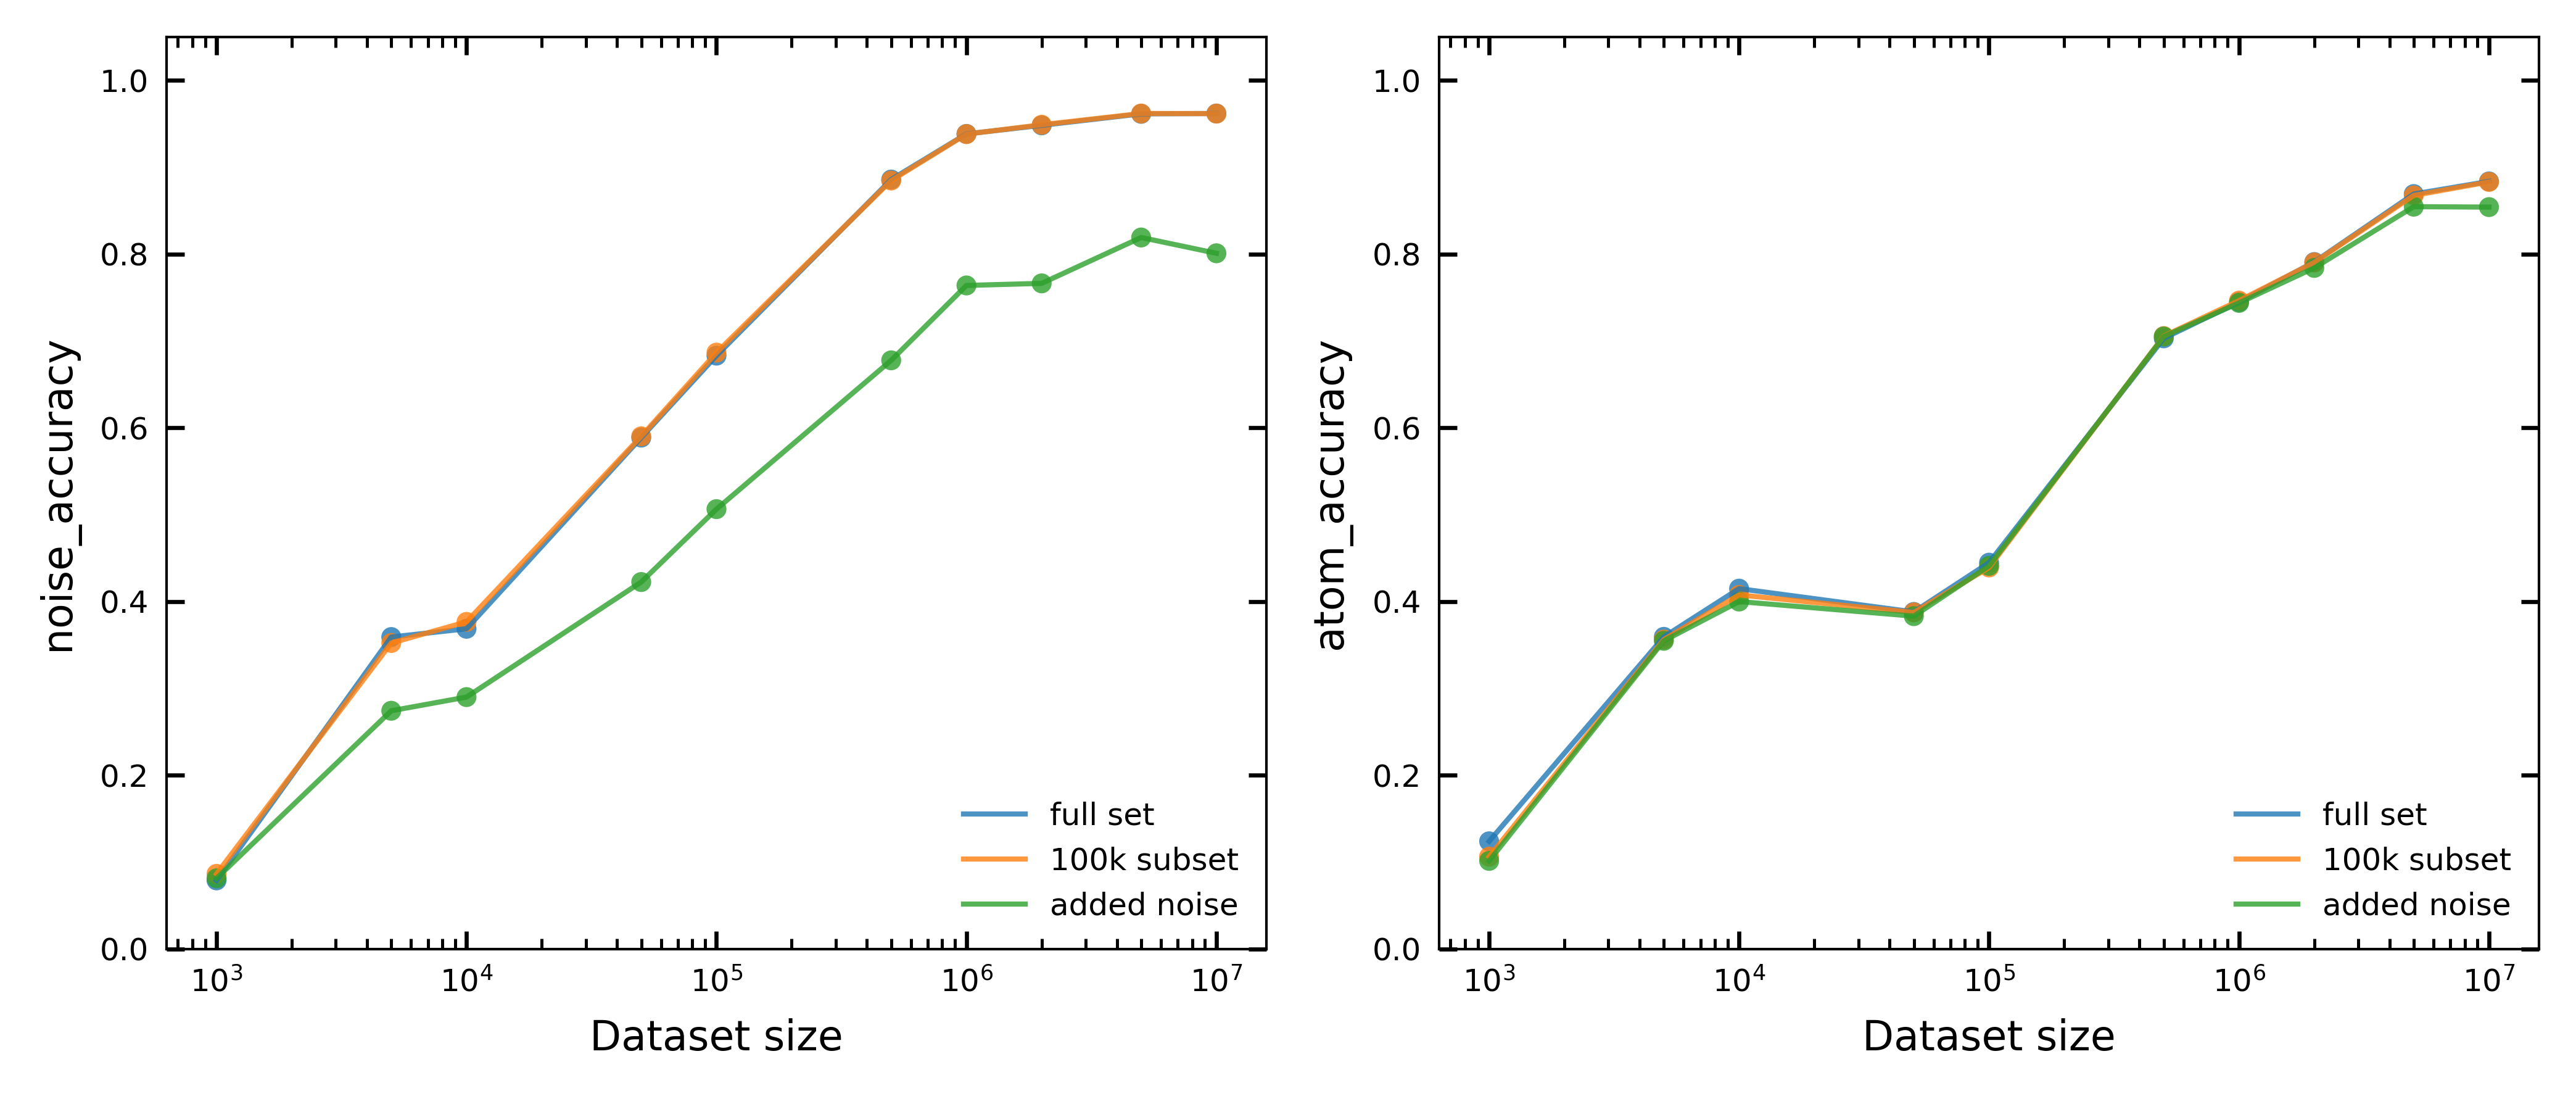 noise_accuracy
1.0
0.8
0.6
0.4
0.2
0.0
10³
10⁴
10⁵
10⁶
10⁷
Dataset size
full set
100k subset
added noise
atom_accuracy
1.0
0.8
0.6
0.4
0.2
0.0
10³
10⁴
10⁵
10⁶
10⁷
Dataset size
full set
100k subset
added noise